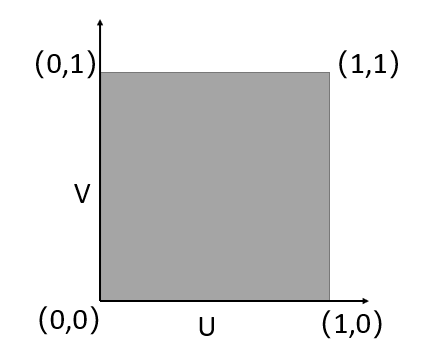 (0,1)
(1,1)
V
(0,0)
U
(1,0)